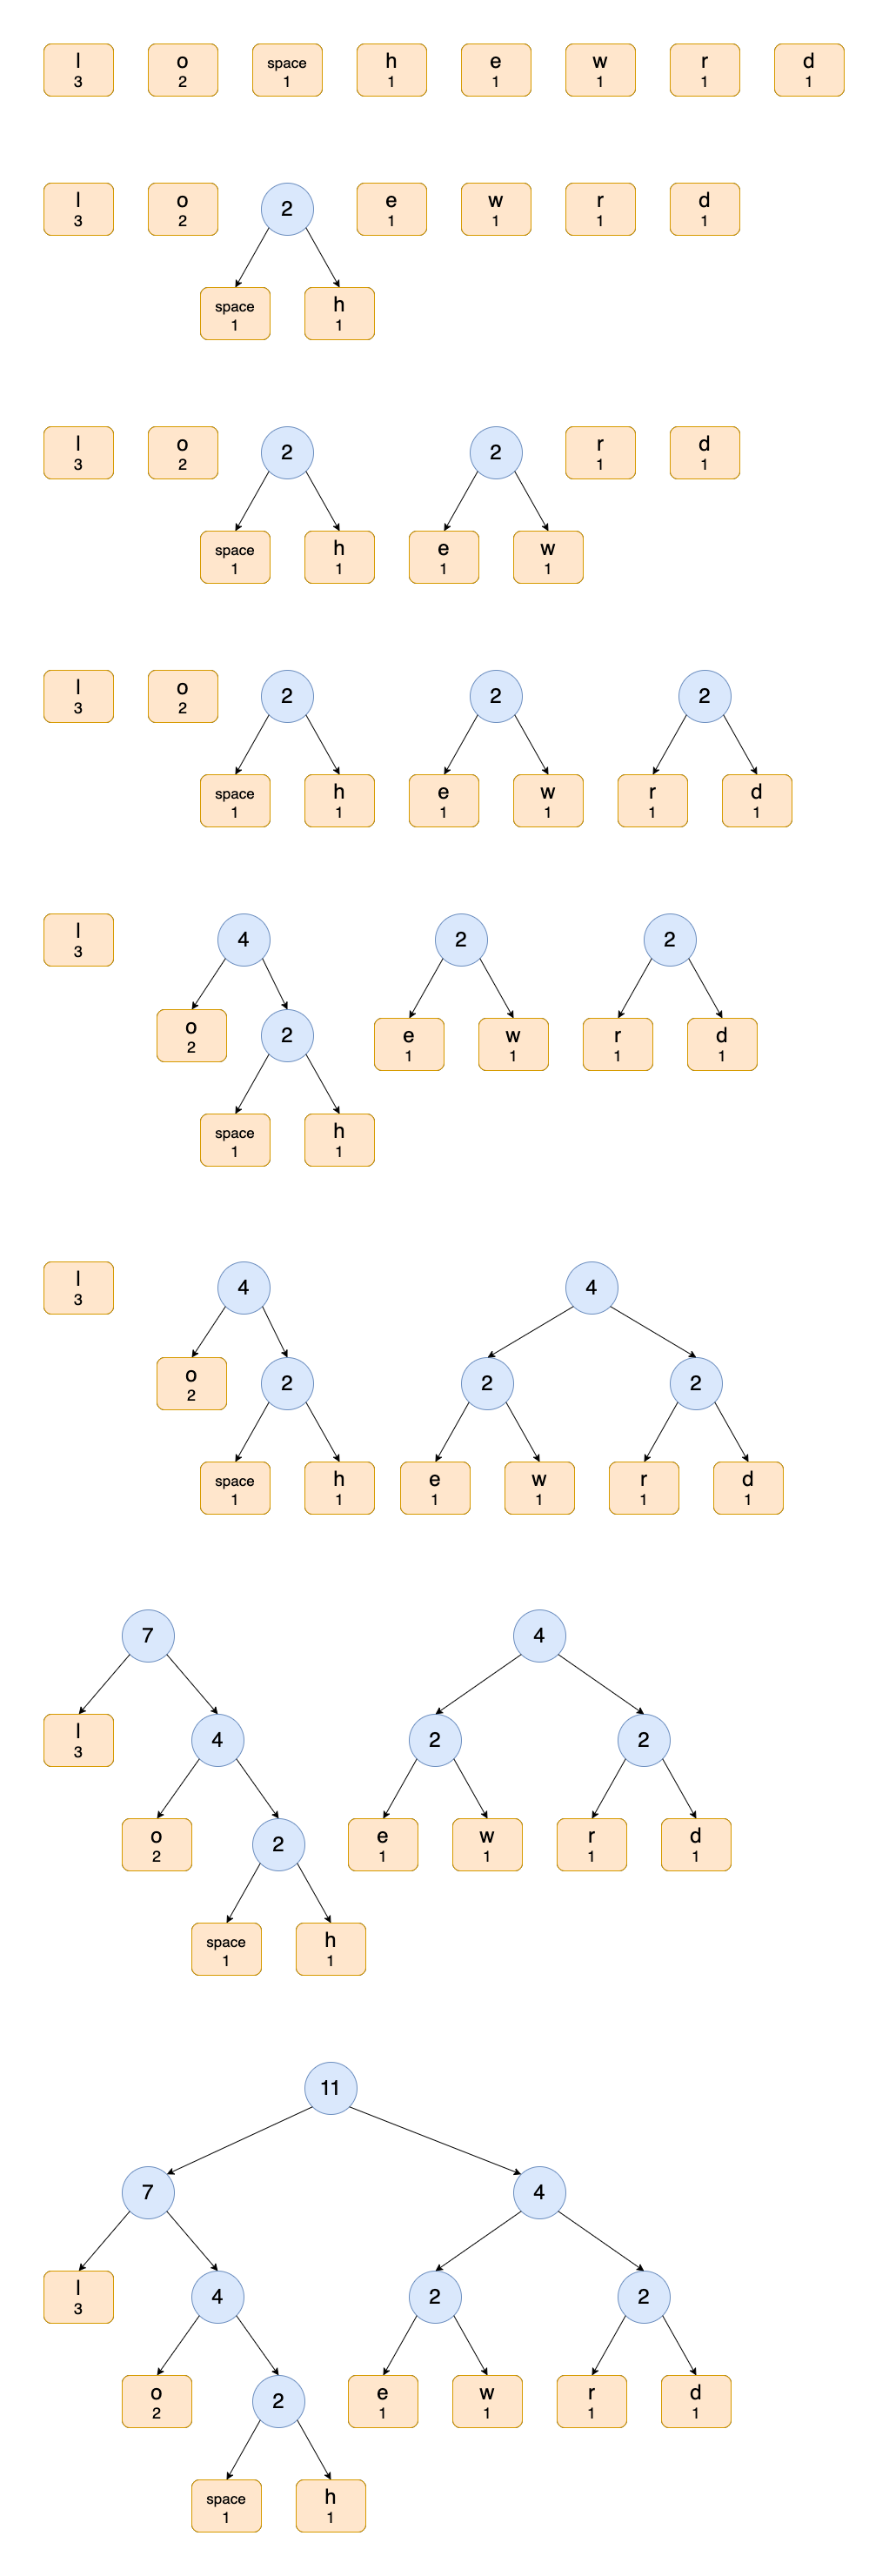 l o space h e w r d
3 2 1 1 1 1 1 1
l o 2 e w r d
3 2 1 1 1 1
space h
1 1
l o 2 2 r d
3 2 1 1
space h e w
1 1 1 1
l o 2 2 2
3 2
space h e w r d
1 1 1 1 1 1
l 4 2 2
3
o 2 e w r d
2 1 1 1 1
space h
1 1
l 4 4
3
o 2 2 2
2
space h e w r d
1 1 1 1 1 1
7 4
l 4 2 2
3
o 2 e w r d
2 1 1 1 1
space h
1 1
11
7 4
l 4 2 2
3
o 2 e w r d
2 1 1 1 1
space h
1 1